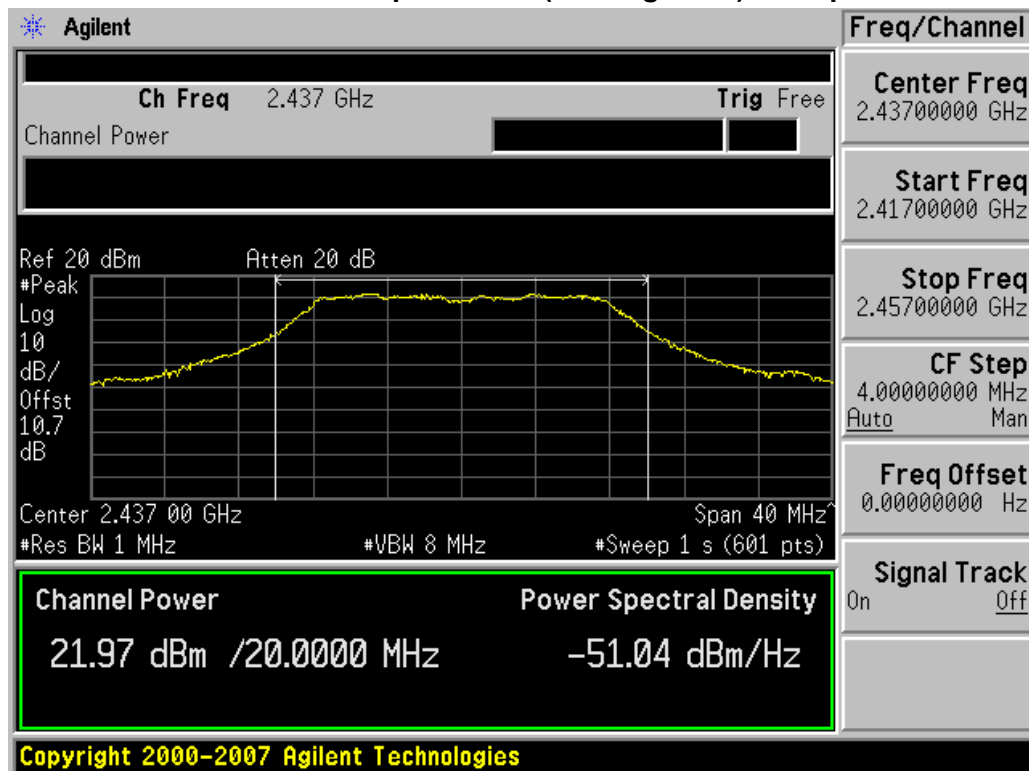 Agilent
Freq/Channel
Ch Freq 2.437 GHz Trig Free
Channel Power
Center Freq
2.43700000 GHz
Start Freq
2.41700000 GHz
Stop Freq
2.45700000 GHz
CF Step
4.00000000 MHz
Auto Man
Freq Offset
0.00000000 Hz
Signal Track
On Off
Ref 20 dBm Atten 20 dB
#Peak
Log
10
dB/
Offst
10.7
dB
Center 2.437 00 GHz Span 40 MHz^
#Res BW 1 MHz #VBW 8 MHz #Sweep 1 s (601 pts)
Channel Power Power Spectral Density
21.97 dBm /20.0000 MHz -51.04 dBm/Hz
Copyright 2000-2007 Agilent Technologies